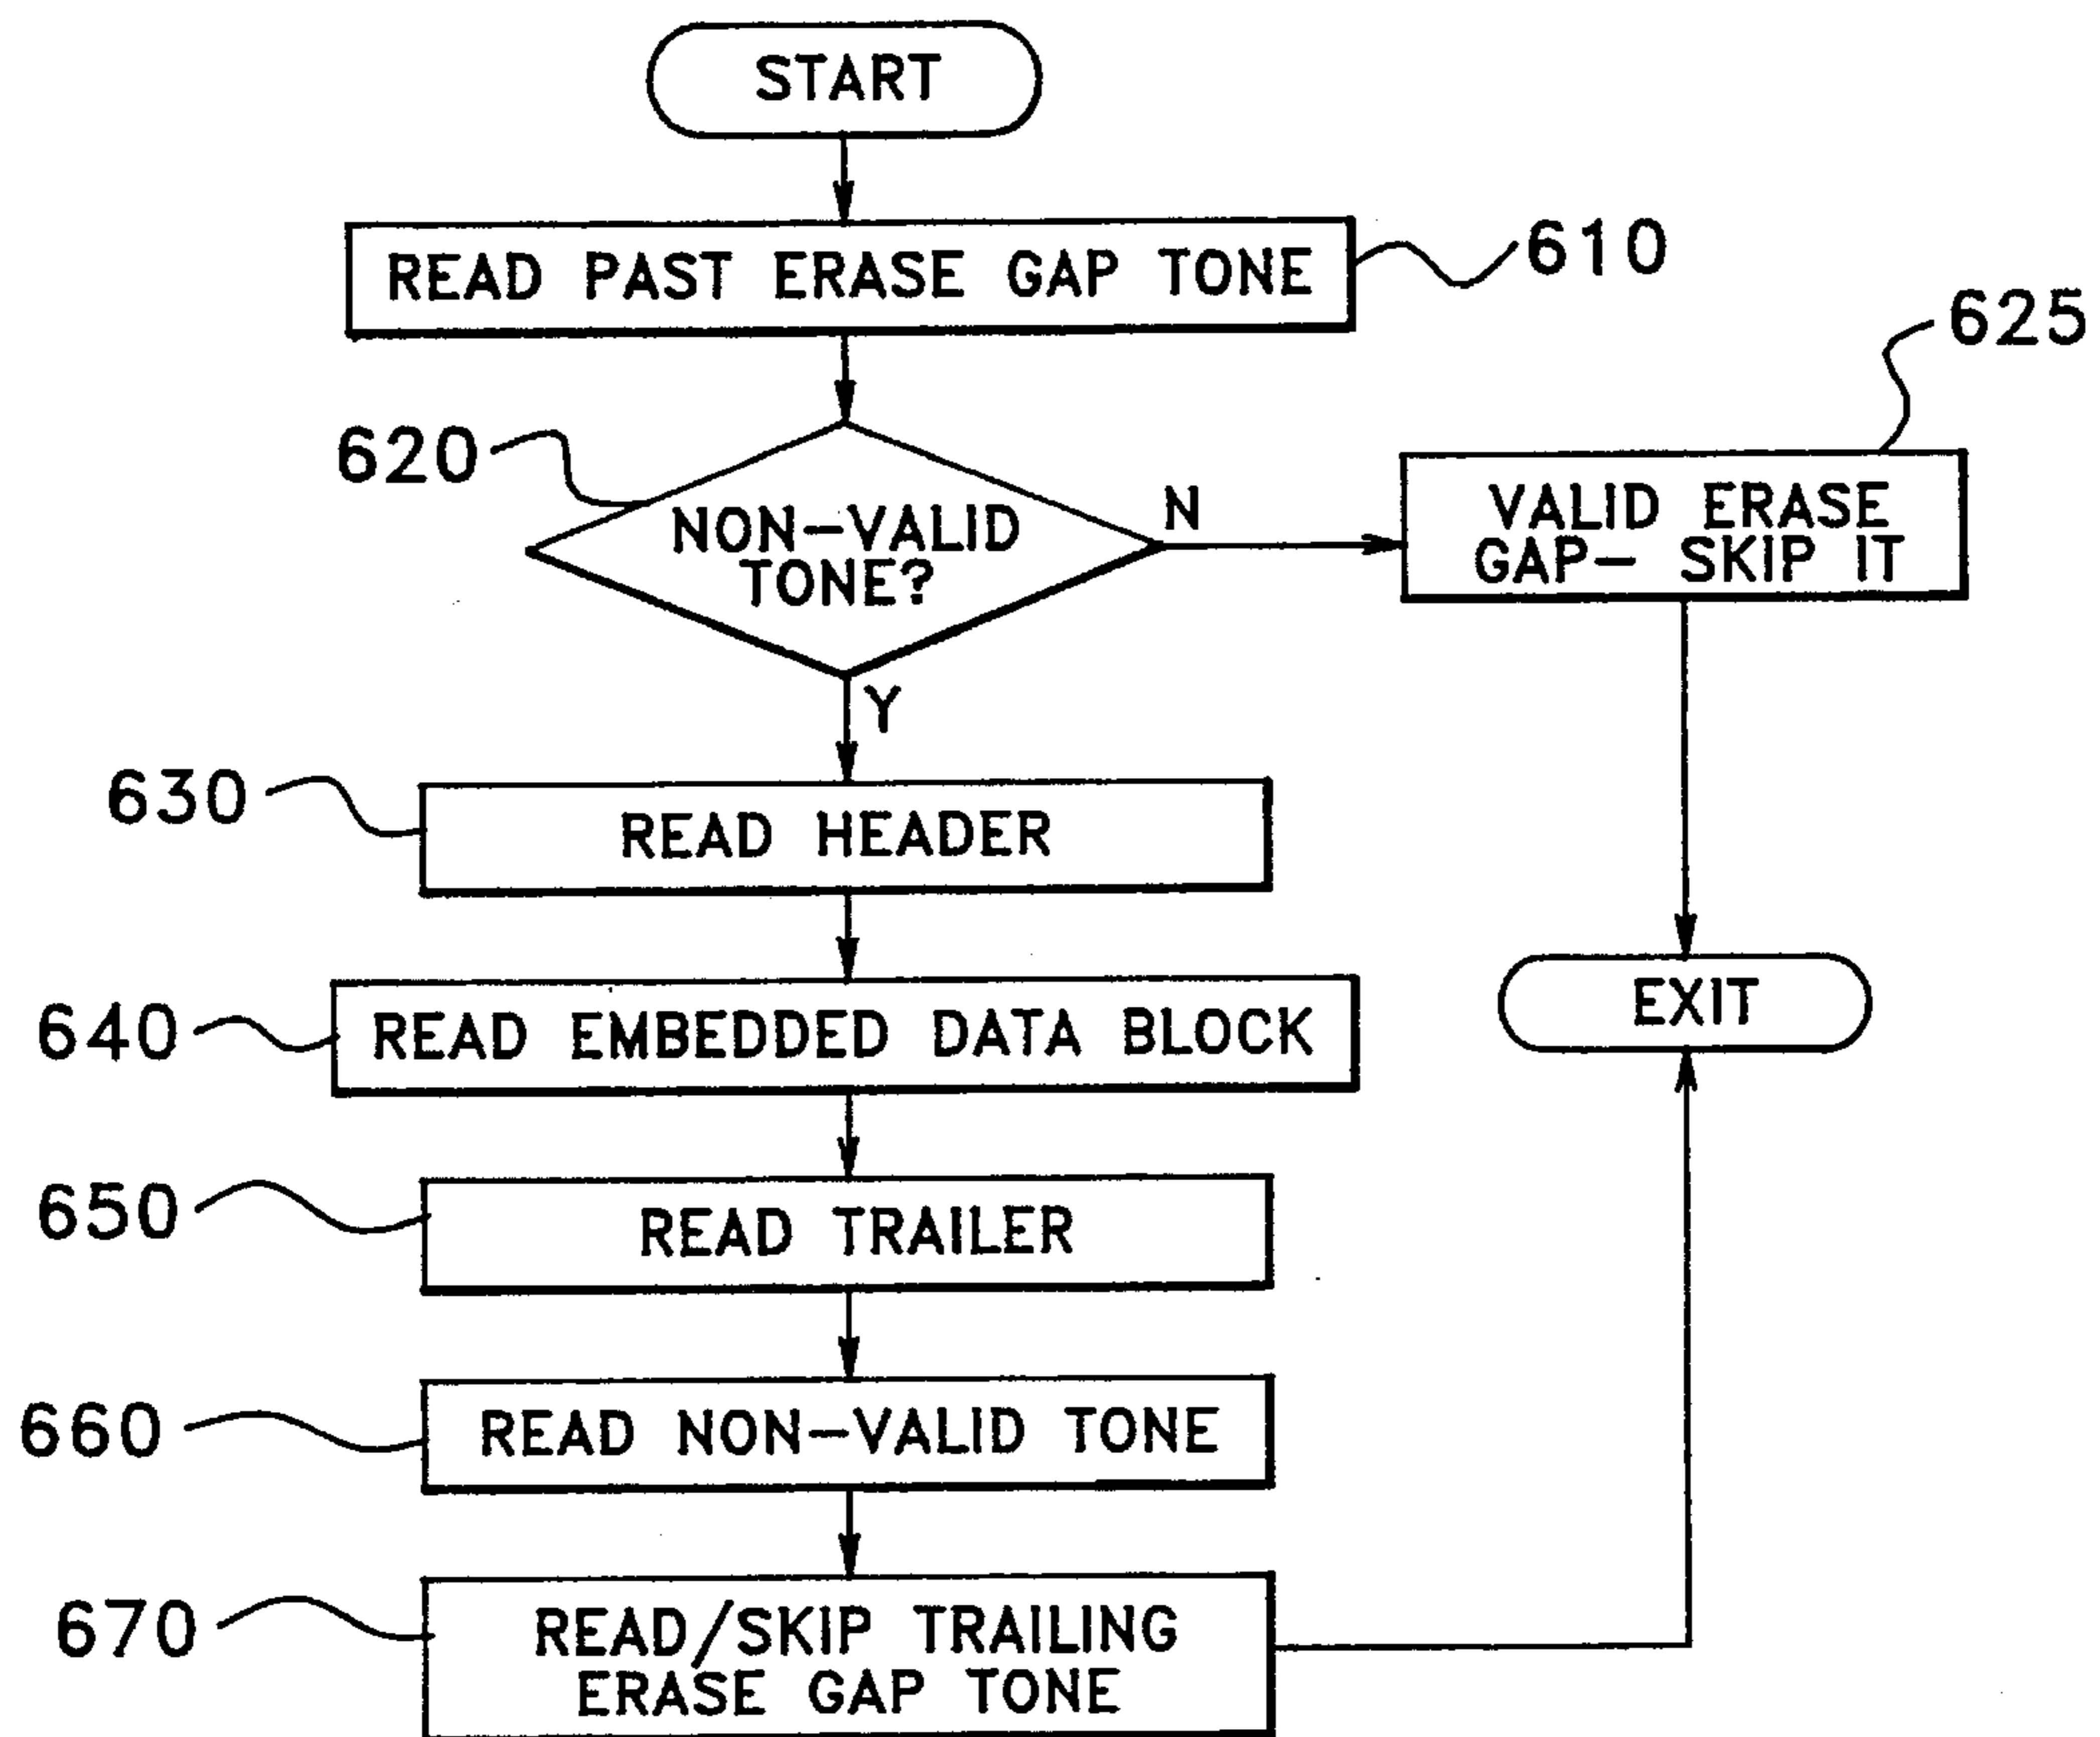 START
READ PAST ERASE GAP TONE
610
625
620
NON-VALID
TONE?
N
VALID ERASE
GAP- SKIP IT
Y
630
READ HEADER
EXIT
640
READ EMBEDDED DATA BLOCK
650
READ TRAILER
660
READ NON-VALID TONE
670
READ/SKIP TRAILING
ERASE GAP TONE